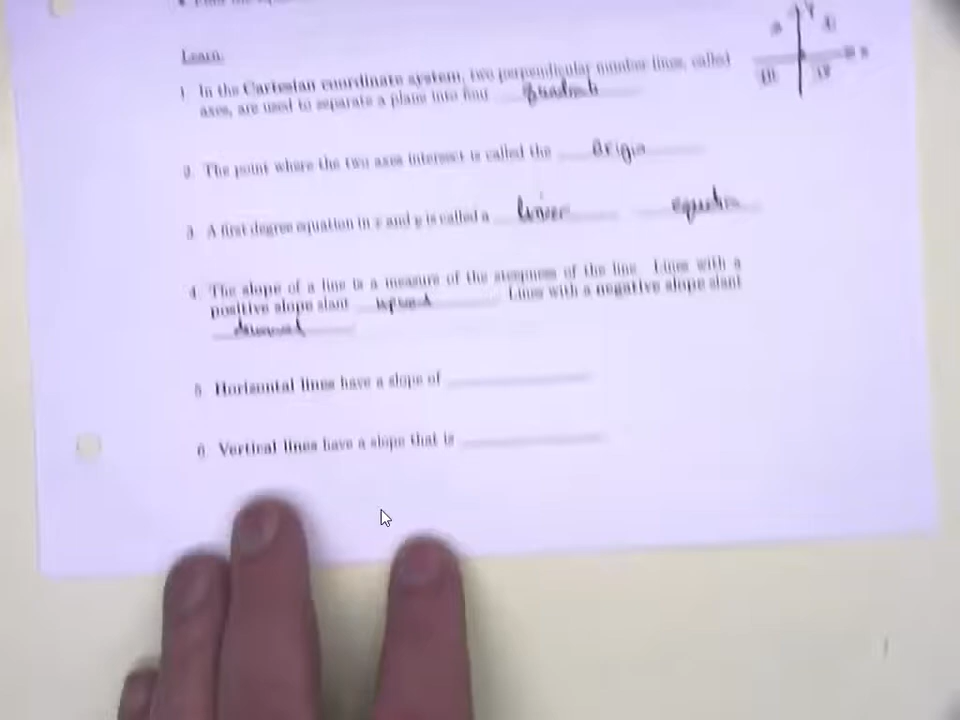 Learn:
1. In the Cartesian coordinate system, two perpendicular number lines, called
axes, are used to separate a plane into four quadrants
2. The point where the two axes intersect is called the origin
3. A first degree equation in x and y is called a linear equation
4. The slope of a line is a measure of the steepness of the line. Lines with a
positive slope slant upward. Lines with a negative slope slant
downward
5. Horizontal lines have a slope of
6. Vertical lines have a slope that is